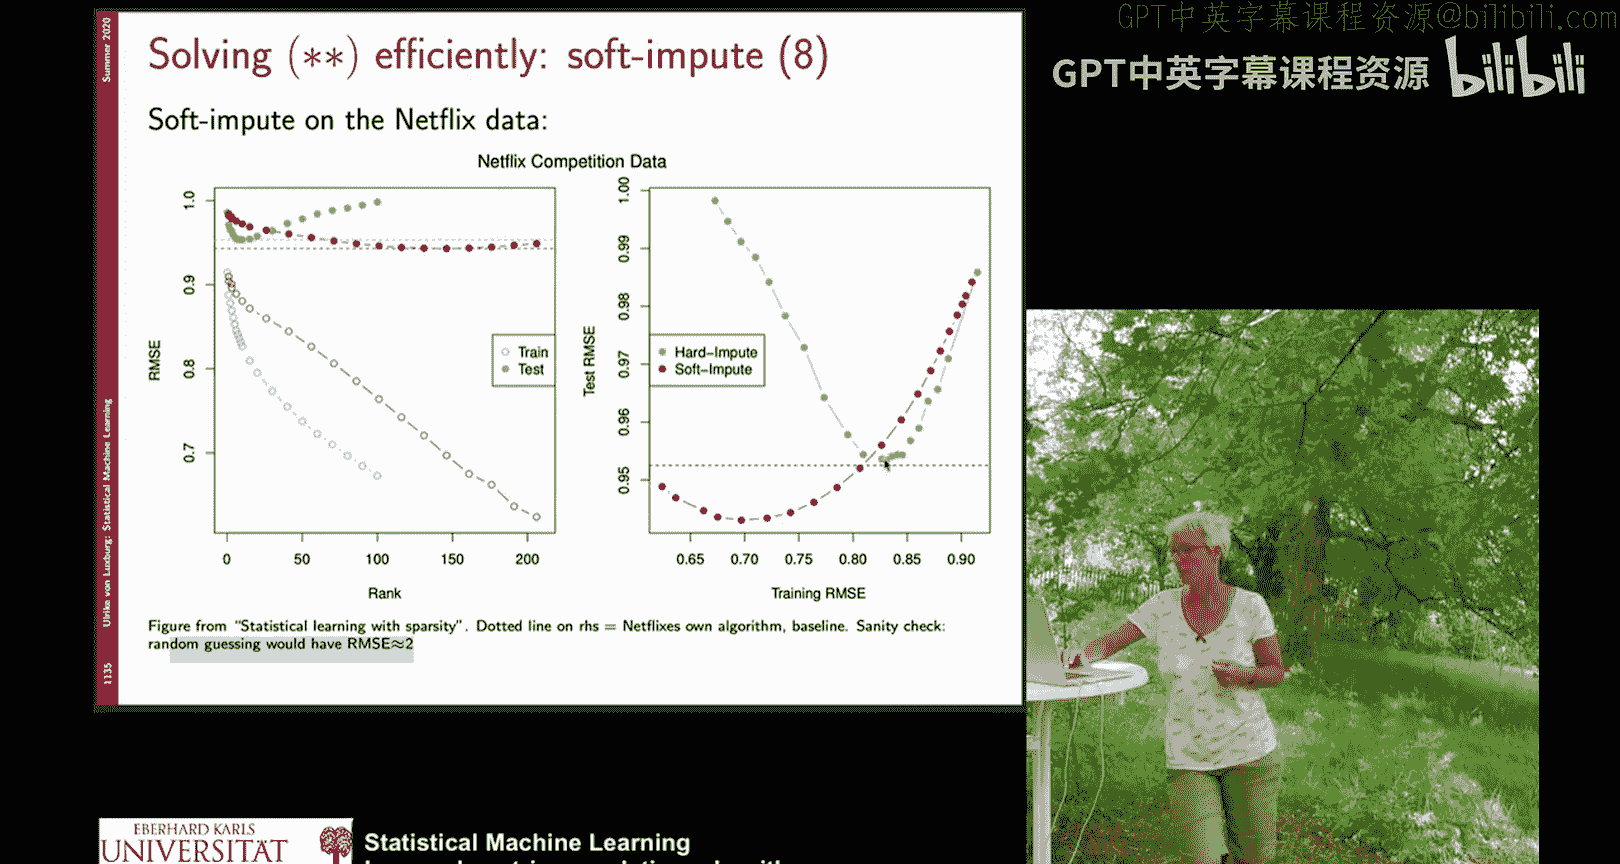 GPT中英字幕课程资源@bilibili.com
GPT中英字幕课程资源 bilibili
Summer 2020
Ulrike von Luxburg: Statistical Machine Learning
1135
Solving (∗∗) efficiently: soft-impute (8)
Soft-impute on the Netflix data:
Netflix Competition Data
RMSE
1.0
0.9
0.8
0.7
Train
Test
0 50 100 150 200
Rank
Test RMSE
1.00
0.99
0.98
0.97
0.96
0.95
Hard-Impute
Soft-Impute
0.65 0.70 0.75 0.80 0.85 0.90
Training RMSE
Figure from "Statistical learning with sparsity". Dotted line on rhs = Netflixes own algorithm, baseline. Sanity check:
random guessing would have RMSE≈2
EBERHARD KARLS
UNIVERSITÄT
Statistical Machine Learning